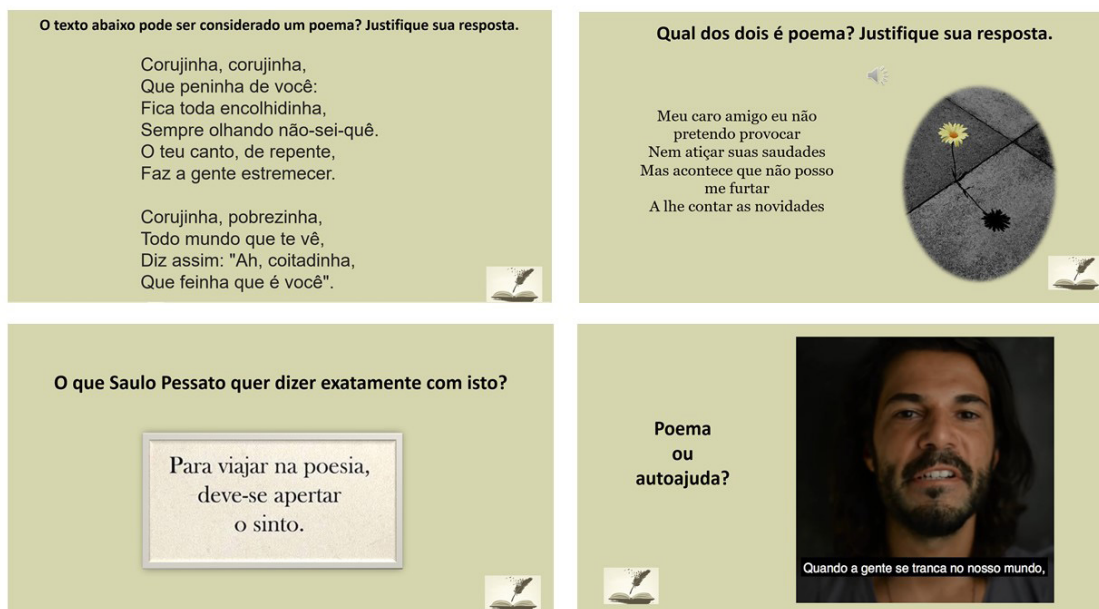 O texto abaixo pode ser considerado um poema? Justifique sua resposta.
Corujinha, corujinha,
Que peninha de você:
Fica toda encolhidinha,
Sempre olhando não-sei-quê.
O teu canto, de repente,
Faz a gente estremecer.
Corujinha, pobrezinha,
Todo mundo que te vê,
Diz assim: "Ah, coitadinha,
Que feinha que é você".
Qual dos dois é poema? Justifique sua resposta.
Meu caro amigo eu não
pretendo provocar
Nem atiçar suas saudades
Mas acontece que não posso
me furtar
A lhe contar as novidades
O que Saulo Pessato quer dizer exatamente com isto?
Para viajar na poesia,
deve-se apertar
o sinto.
Poema
ou
autoajuda?
Quando a gente se tranca no nosso mundo,